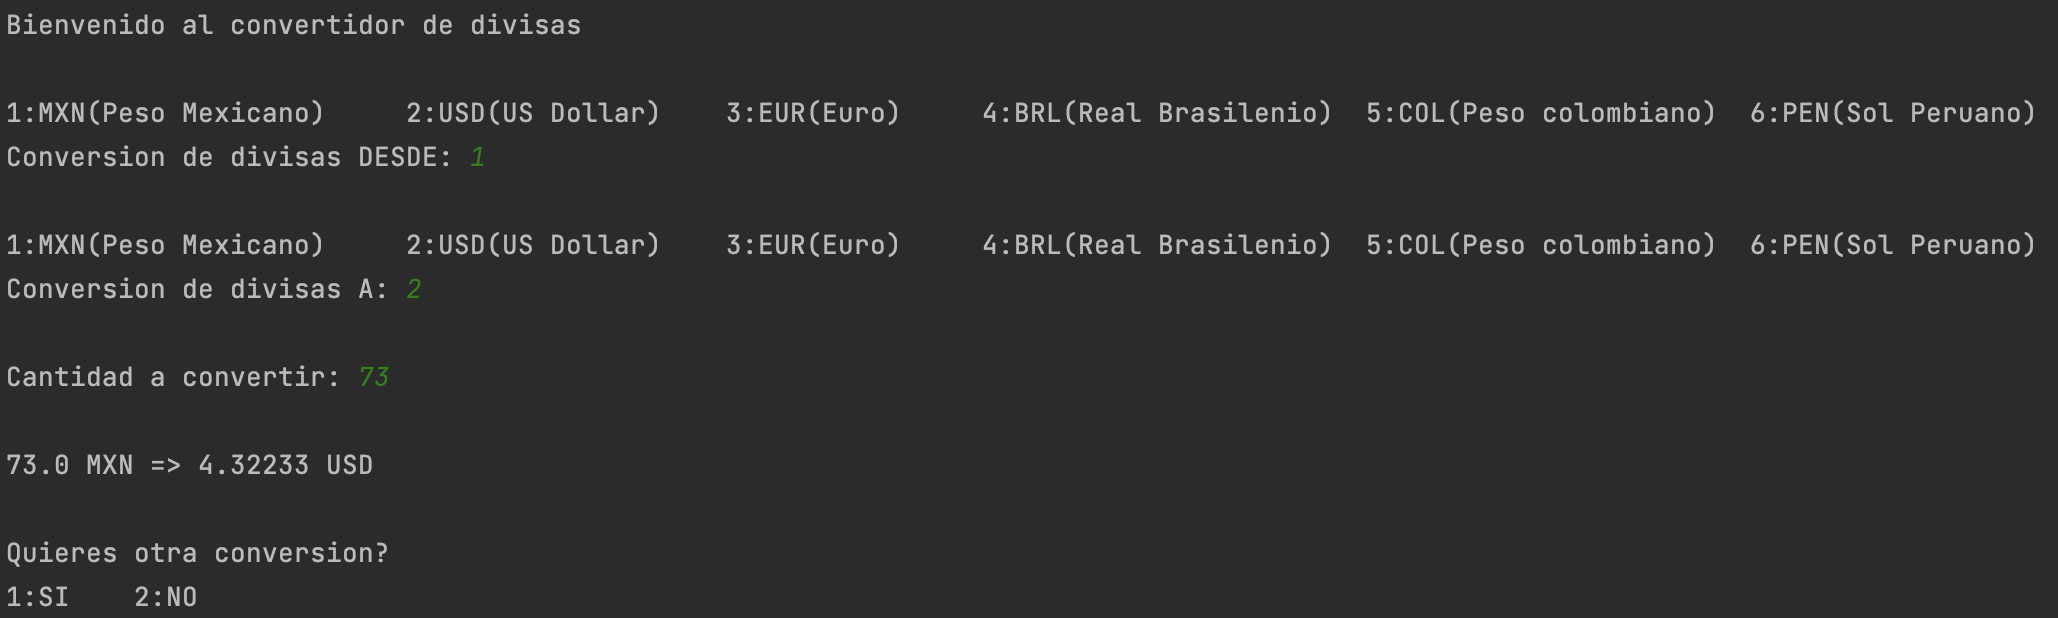 Bienvenido al convertidor de divisas
1:MXN(Peso Mexicano)     2:USD(US Dollar)    3:EUR(Euro)     4:BRL(Real Brasilenio)  5:COL(Peso colombiano)  6:PEN(Sol Peruano)
Conversion de divisas DESDE: 1
1:MXN(Peso Mexicano)     2:USD(US Dollar)    3:EUR(Euro)     4:BRL(Real Brasilenio)  5:COL(Peso colombiano)  6:PEN(Sol Peruano)
Conversion de divisas A: 2
Cantidad a convertir: 73
73.0 MXN => 4.32233 USD
Quieres otra conversion?
1:SI    2:NO